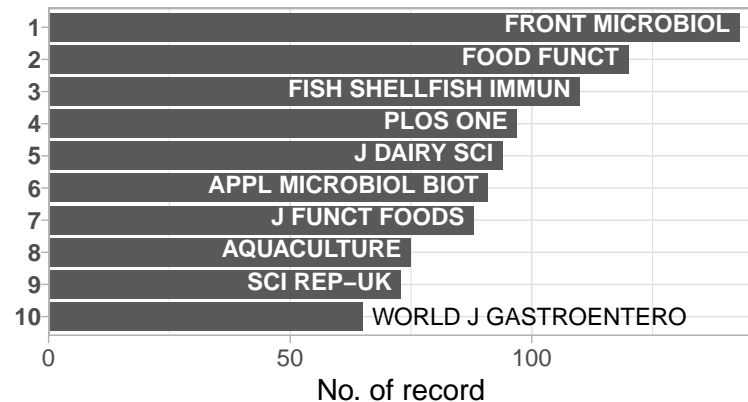 1 FRONT MICROBIOL
2 FOOD FUNCT
3 FISH SHELLFISH IMMUN
4 PLOS ONE
5 J DAIRY SCI
6 APPL MICROBIOL BIOT
7 J FUNCT FOODS
8 AQUACULTURE
9 SCI REP−UK
10 WORLD J GASTROENTERO
0 50 100
No. of record